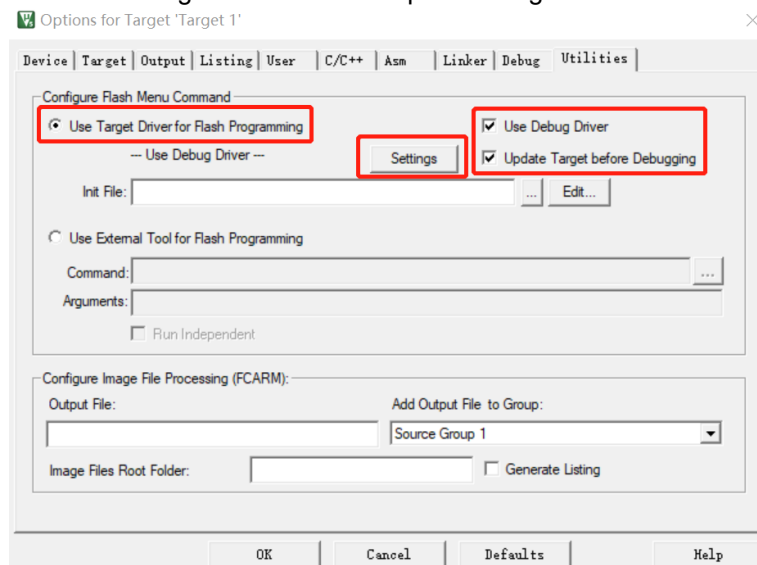 Options for Target 'Target 1'
Device Target Output Listing User C/C++ Asm Linker Debug Utilities
Configure Flash Menu Command
Use Target Driver for Flash Programming
Use Debug Driver
--- Use Debug Driver ---
Settings
Update Target before Debugging
Init File:
...
Edit...
Use External Tool for Flash Programming
Command:
...
Arguments:
Run Independent
Configure Image File Processing (FCARM):
Output File:
Add Output File to Group:
Source Group 1
Image Files Root Folder:
Generate Listing
OK Cancel Defaults Help